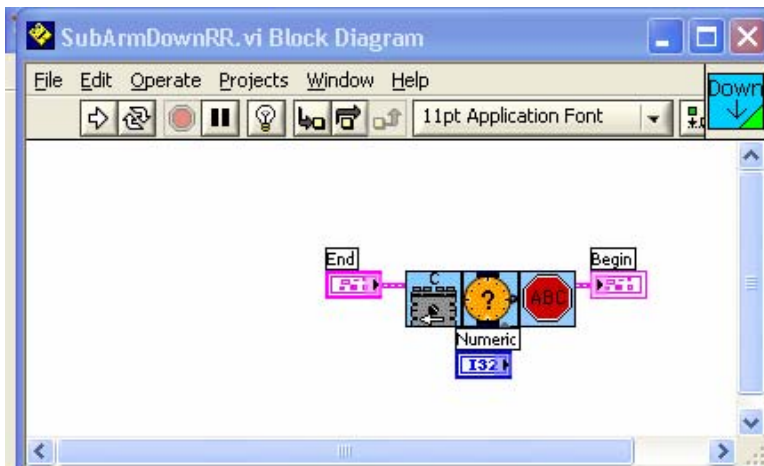 SubArmDownRR.vi Block Diagram
File Edit Operate Projects Window Help
11pt Application Font
Down
End
Begin
C
?
ABC
Numeric
I32